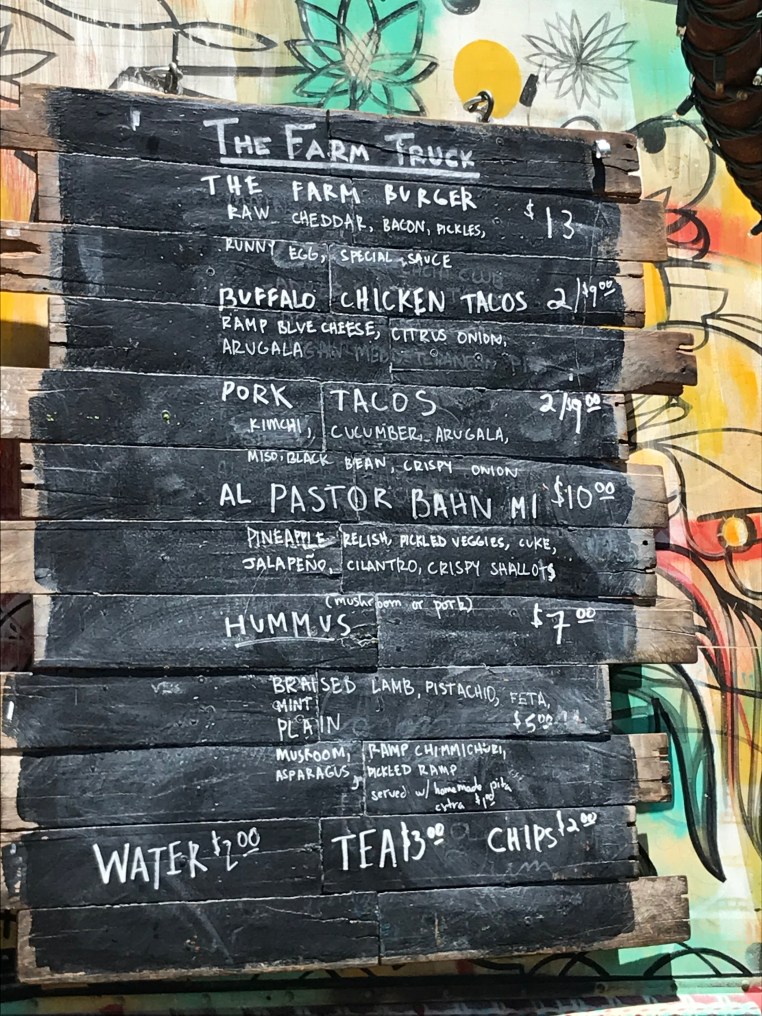 THE FARM TRUCK
THE FARM BURGER $13
RAW CHEDDAR, BACON, PICKLES,
RUNNY EGG, SPECIAL SAUCE
BUFFALO CHICKEN TACOS 2/$9.00
RAMP BLUE CHEESE, CITRUS ONION,
ARUGALA
PORK TACOS 2/$9.00
KIMCHI, CUCUMBER, ARUGALA,
MISO, BLACK BEAN, CRISPY ONION
AL PASTOR BAHN MI $10.00
PINEAPPLE RELISH, PICKLED VEGGIES, CUKE,
JALAPEÑO, CILANTRO, CRISPY SHALLOTS
(mushroom or pork)
HUMMUS $7.00
BRAISED LAMB, PISTACHIO, FETA,
MINT
PLAIN $5.00
MUSROOM, RAMP CHIMMICHURI,
ASPARAGUS, PICKLED RAMP
served w/ homemade pita
extra $1.00
WATER $2.00 TEA $3.00 CHIPS $2.00